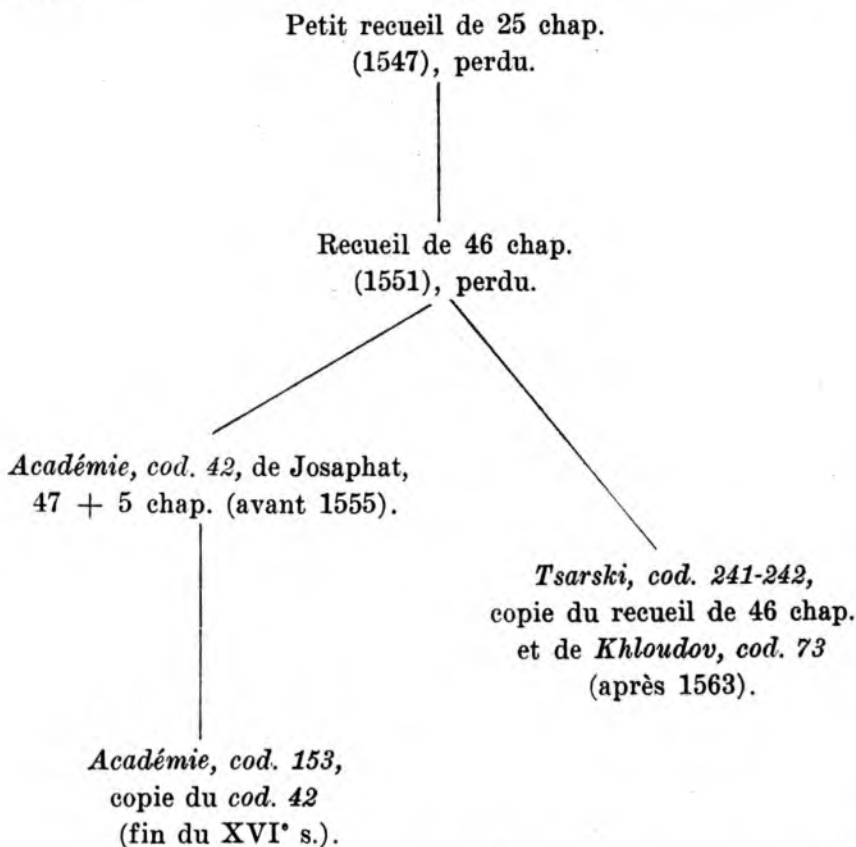 Petit recueil de 25 chap.
(1547), perdu.
Recueil de 46 chap.
(1551), perdu.
Académie, cod. 42, de Josaphat,
47 + 5 chap. (avant 1555).
Tsarski, cod. 241-242,
copie du recueil de 46 chap.
et de Khloudov, cod. 73
(après 1563).
Académie, cod. 153,
copie du cod. 42
(fin du XVIᵉ s.).